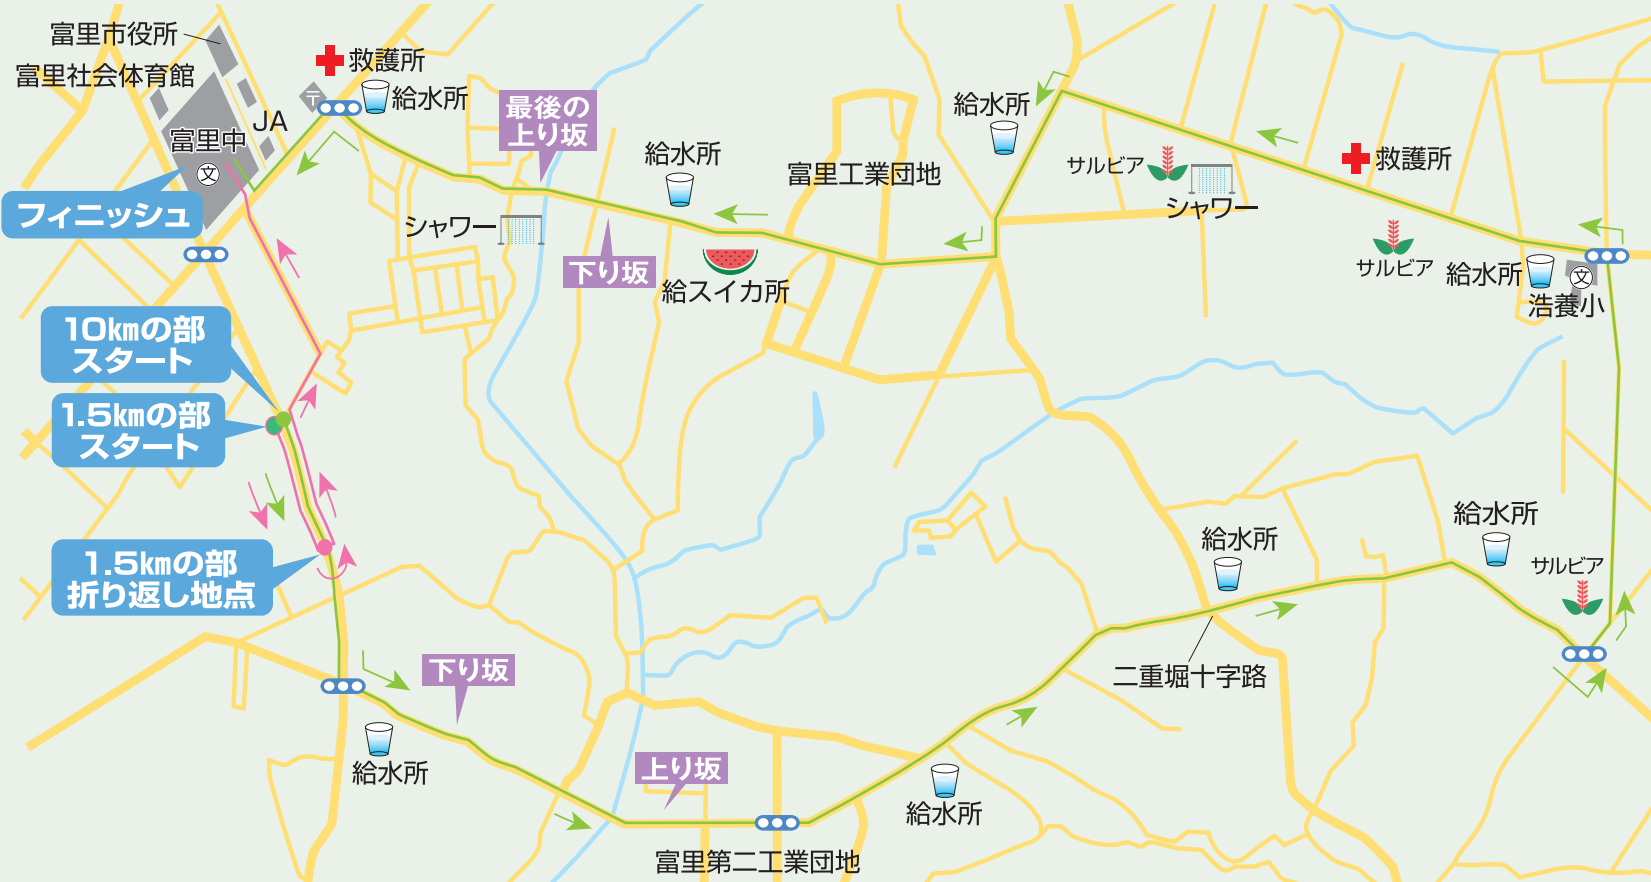 富里市役所
富里社会体育館
救護所
給水所
〒
JA
富里中
文
フィニッシュ
最後の
上り坂
給水所
シャワー
下り坂
給スイカ所
富里工業団地
給水所
サルビア
シャワー
救護所
サルビア
給水所
文
浩養小
10㎞の部
スタート
1.5㎞の部
スタート
1.5㎞の部
折り返し地点
下り坂
給水所
上り坂
富里第二工業団地
給水所
給水所
二重堀十字路
給水所
サルビア